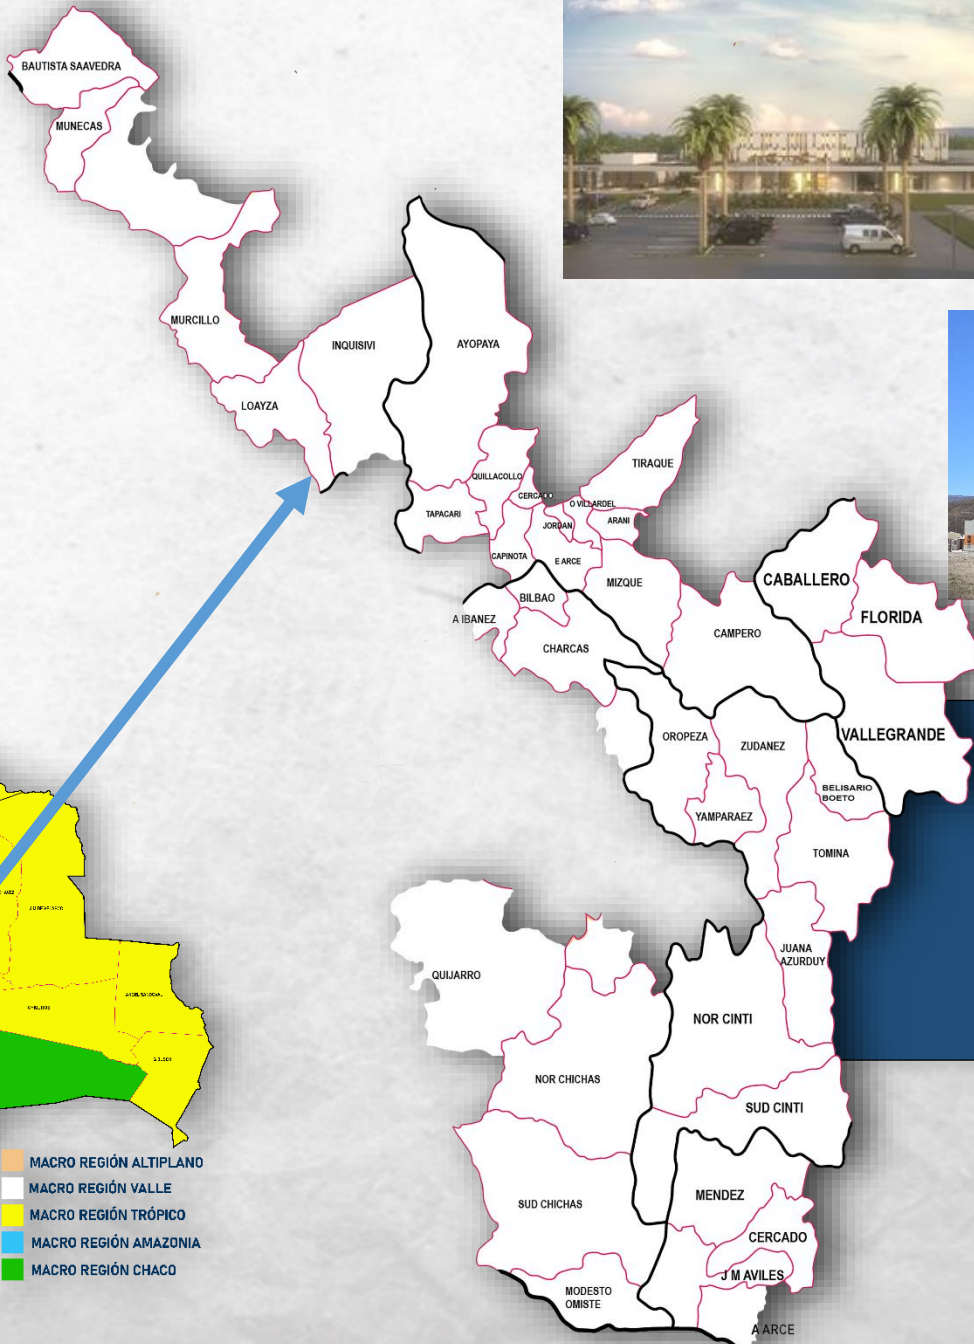 BAUTISTA SAAVEDRA
MUNECAS
MURCILLO
INQUISIVI
AYOPAYA
LOAYZA
TIRAQUE
QUILLACOLLO
CERCADO
O VILLARDEL
TAPACARI
JORDAN
ARANI
CAPINOTA
E ARCE
MIZQUE
CABALLERO
BILBAO
A IBANEZ
FLORIDA
CAMPERO
CHARCAS
OROPEZA
ZUDANEZ
VALLEGRANDE
BELISARIO
BOETO
YAMPARAEZ
TOMINA
JUANA
AZURDUY
QUIJARRO
NOR CINTI
NOR CHICHAS
SUD CINTI
MENDEZ
SUD CHICHAS
CERCADO
J M AVILES
MODESTO
OMISTE
A ARCE
MACRO REGIÓN ALTIPLANO
MACRO REGIÓN VALLE
MACRO REGIÓN TRÓPICO
MACRO REGIÓN AMAZONIA
MACRO REGIÓN CHACO